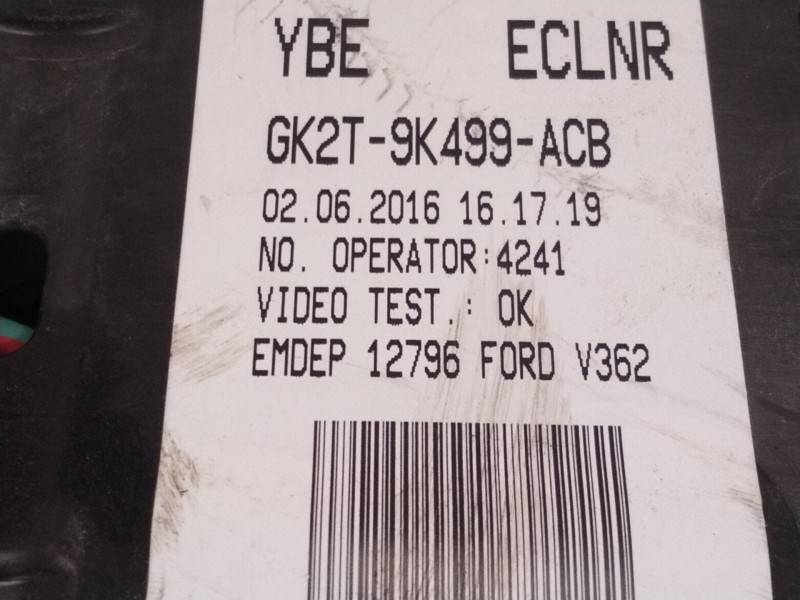 YBE ECLNR
GK2T-9K499-ACB
02.06.2016 16.17.19
NO. OPERATOR:4241
VIDEO TEST.: OK
EMDEP 12796 FORD V362